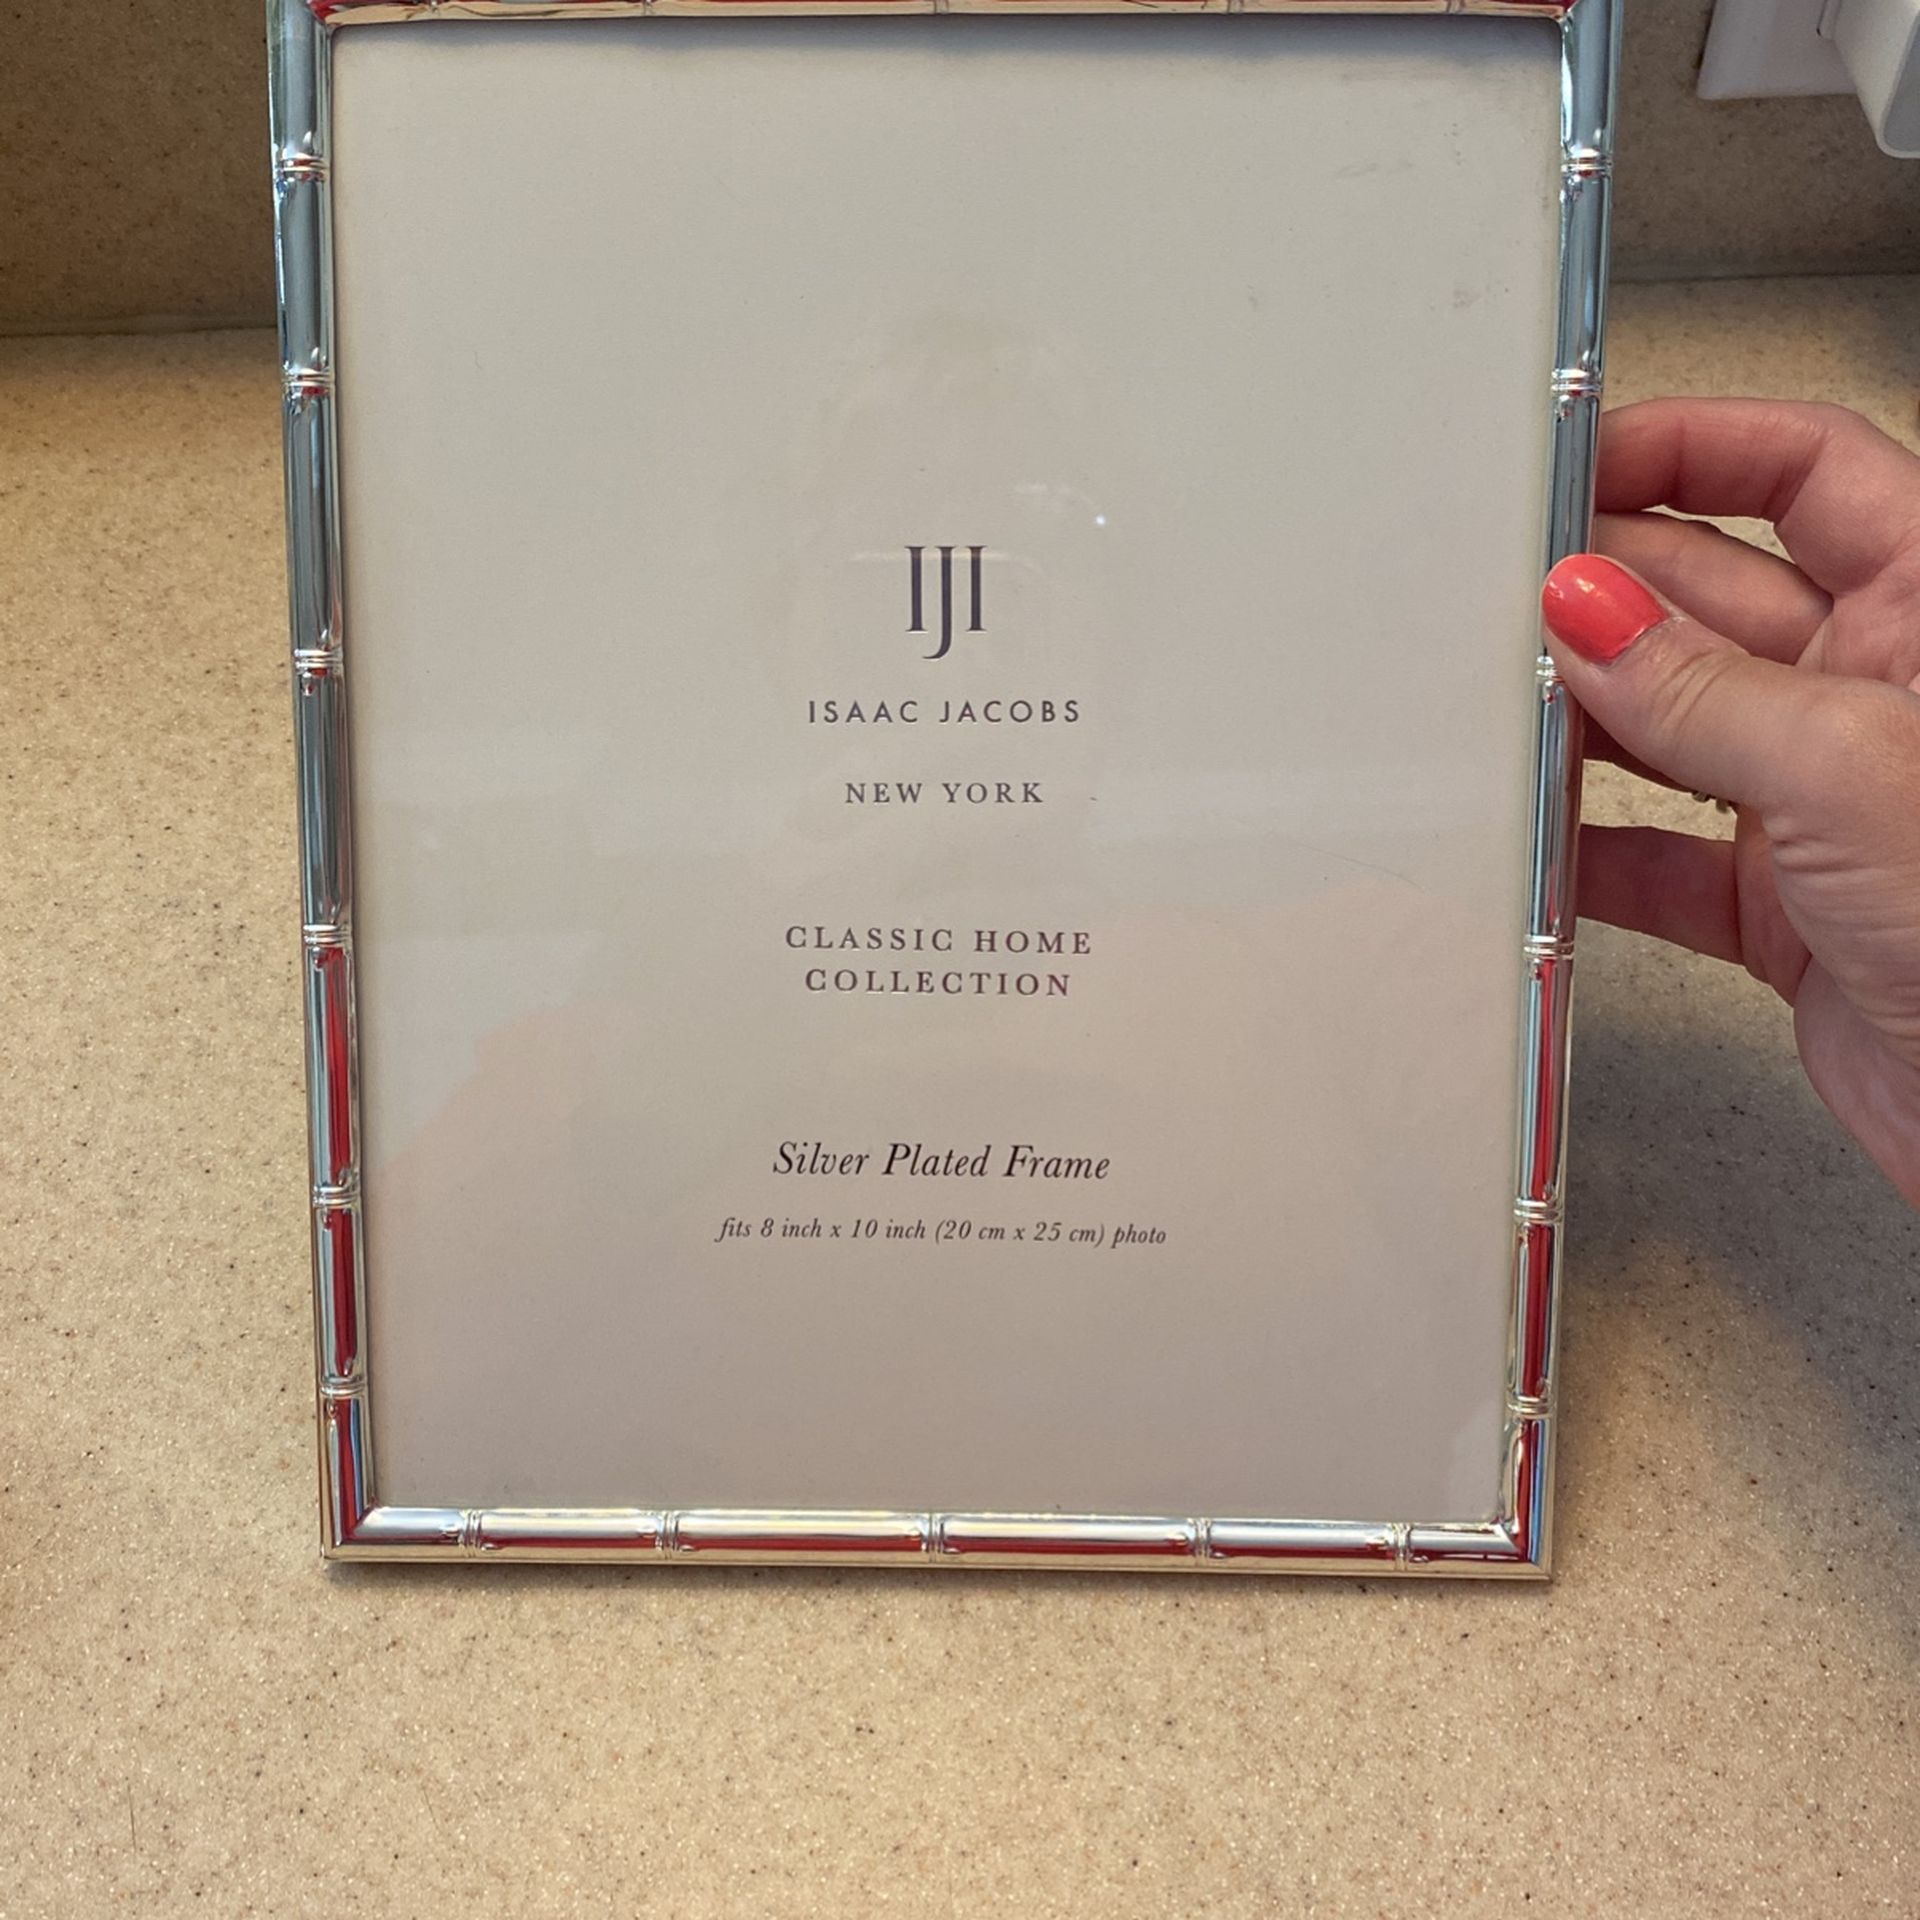 IJI
ISAAC JACOBS
NEW YORK
CLASSIC HOME
COLLECTION
Silver Plated Frame
fits 8 inch x 10 inch (20 cm x 25 cm) photo